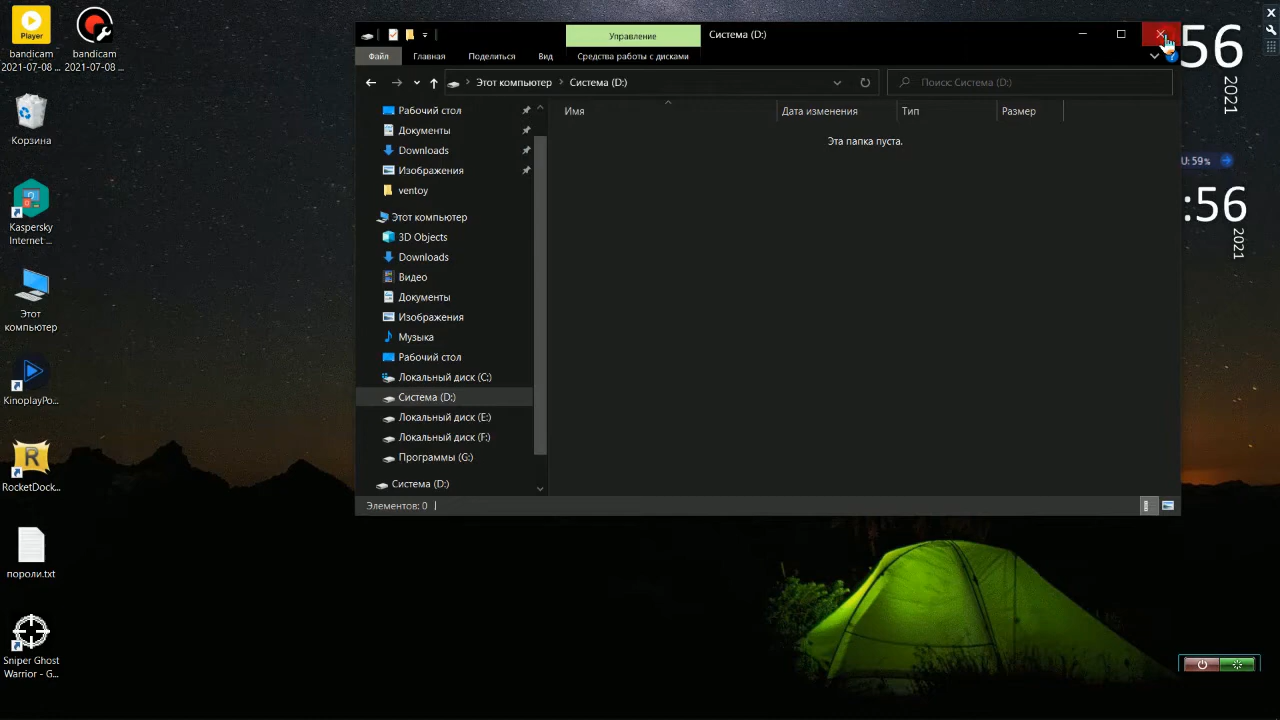 Player
bandicam
2021-07-08 ...
bandicam
2021-07-08 ...
Корзина
Kaspersky
Internet ...
Этот
компьютер
KinoplayPo...
R
RocketDock...
пороли.txt
Sniper Ghost
Warrior - G...
Управление
Система (D:)
Файл
Главная
Поделиться
Вид
Средства работы с дисками
Этот компьютер
Система (D:)
Поиск: Система (D:)
Рабочий стол
Документы
Downloads
Изображения
ventoy
Этот компьютер
3D Objects
Downloads
Видео
Документы
Изображения
Музыка
Рабочий стол
Локальный диск (C:)
Система (D:)
Локальный диск (E:)
Локальный диск (F:)
Программы (G:)
Система (D:)
Имя
Дата изменения
Тип
Размер
Эта папка пуста.
Элементов: 0
56
2021
U: 59%
:56
2021